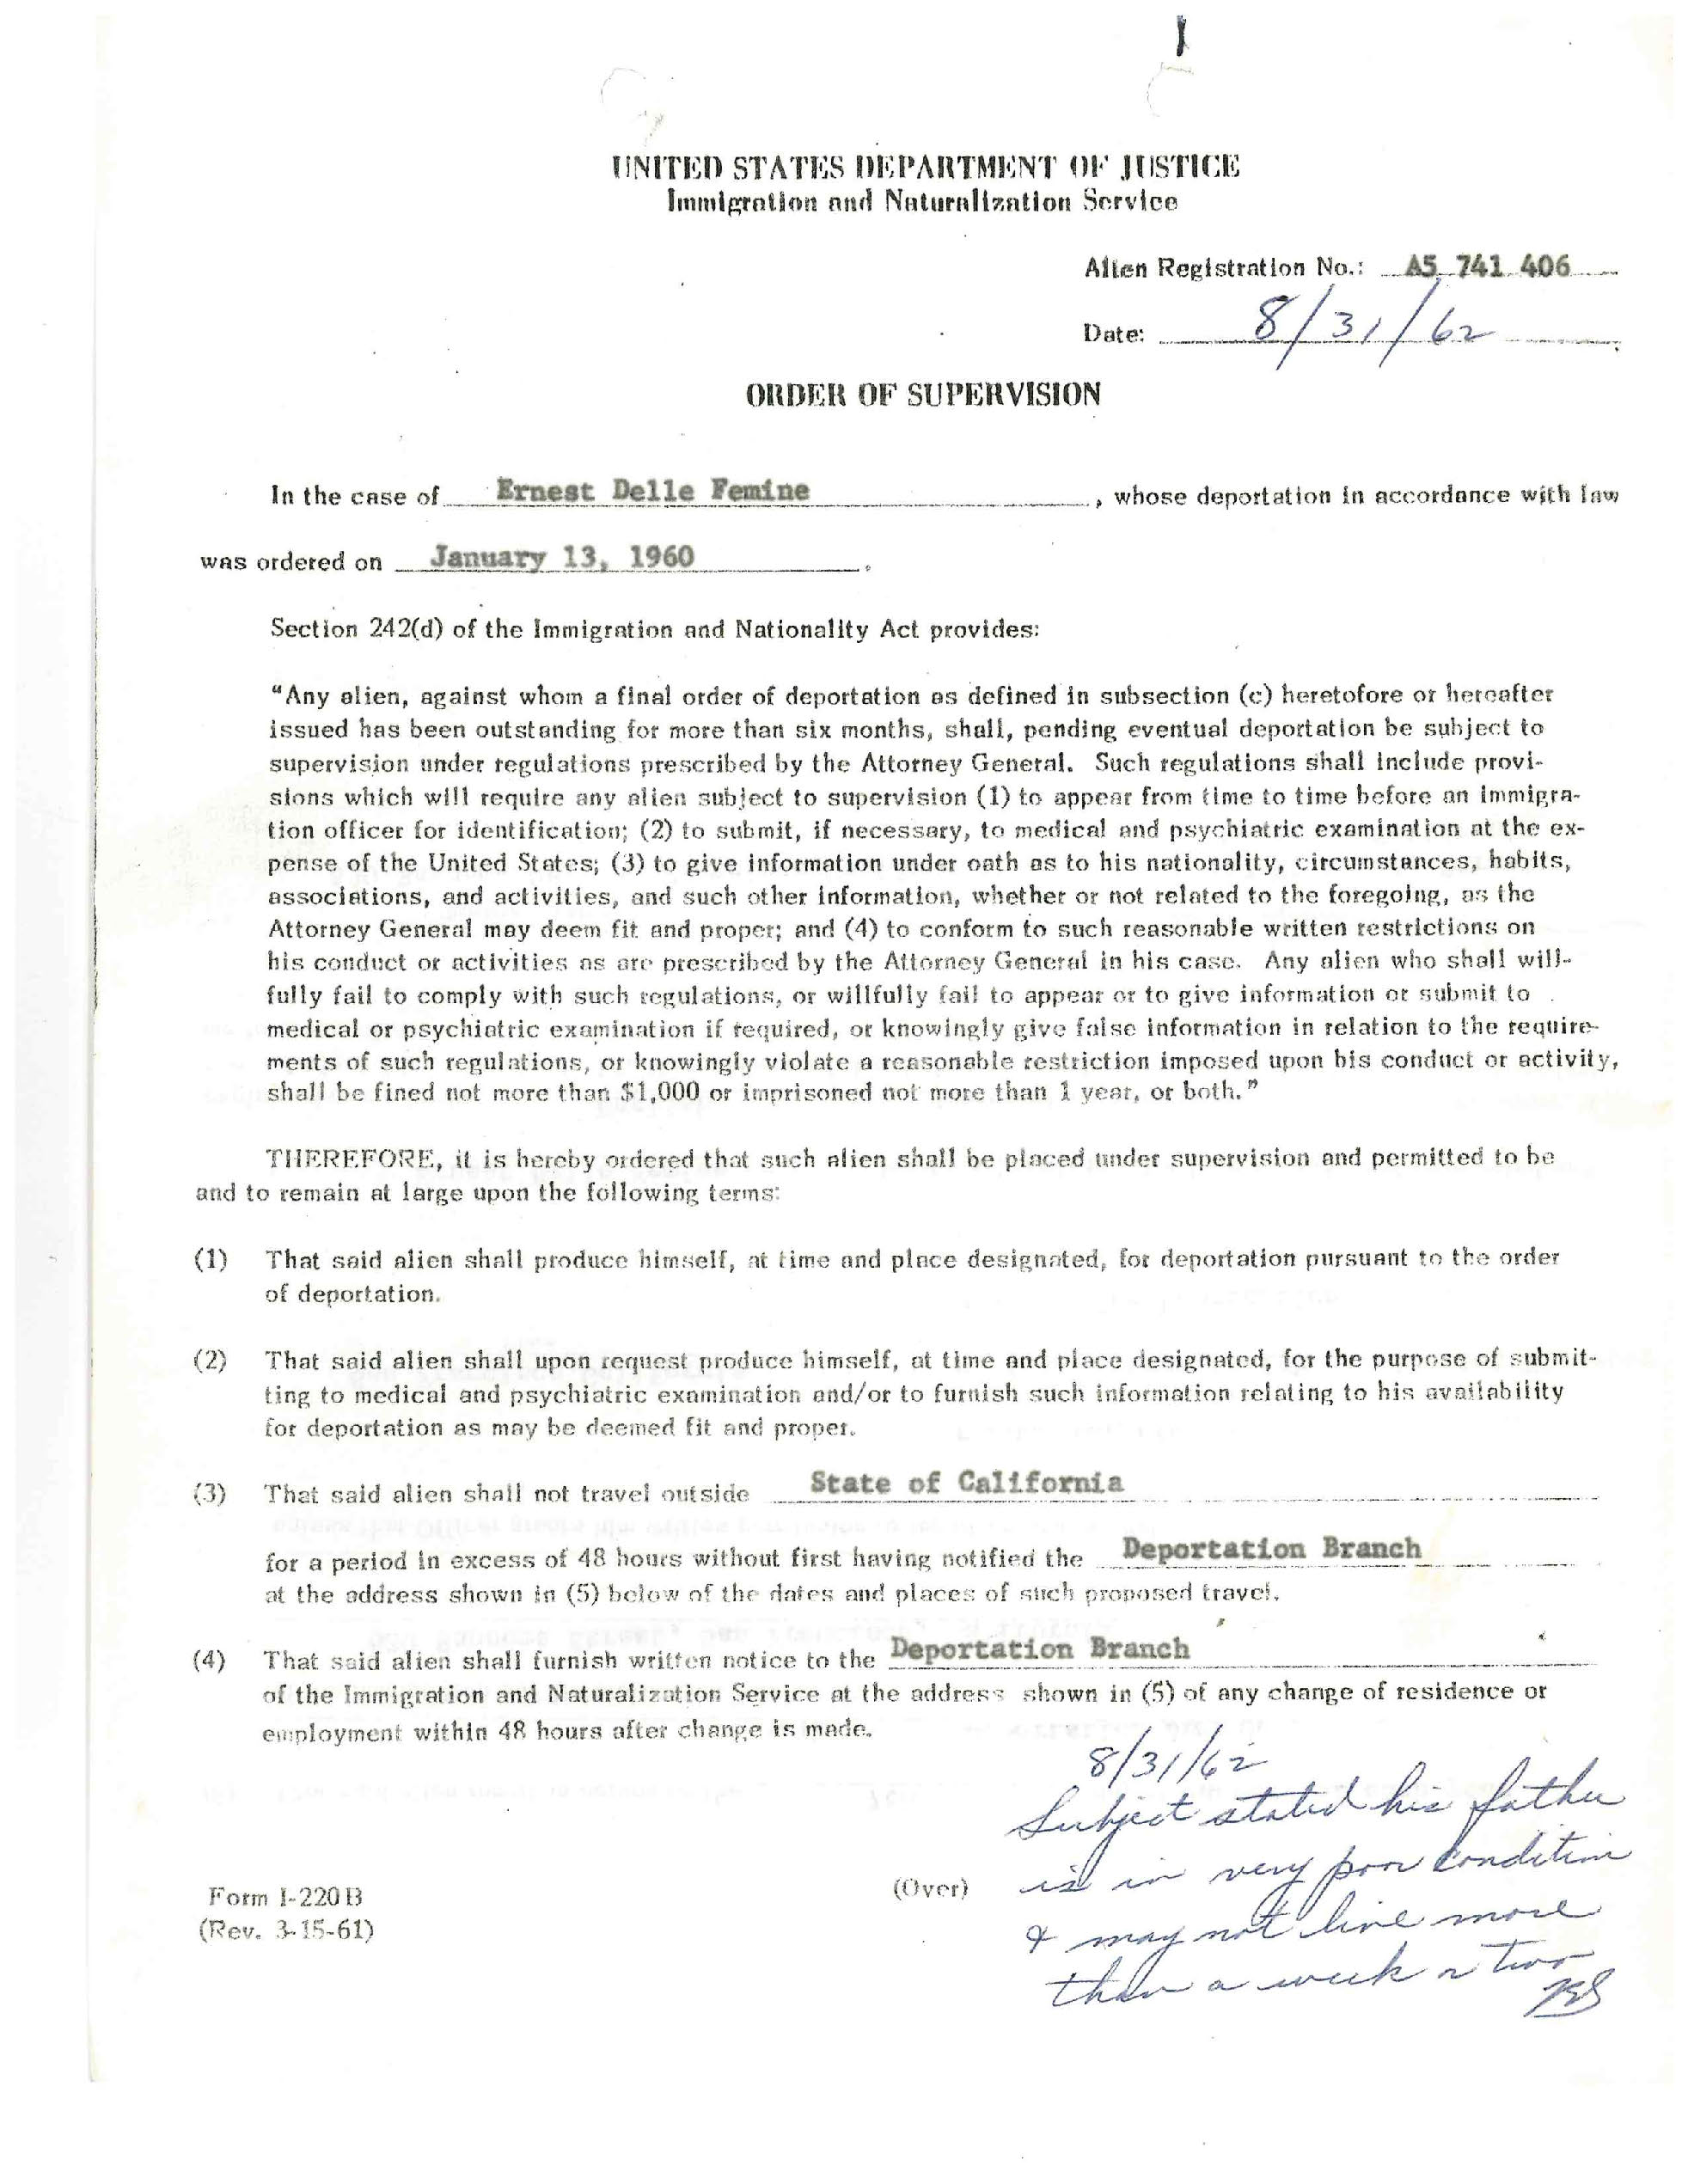 UNITED STATES DEPARTMENT OF JUSTICE
Immigration and Naturalization Service
Alien Registration No.: A5 741 406
Date: 8/31/62
ORDER OF SUPERVISION
In the case of Ernest Delle Femine, whose deportation in accordance with law
was ordered on January 13, 1960.
Section 242(d) of the Immigration and Nationality Act provides:
"Any alien, against whom a final order of deportation as defined in subsection (c) heretofore or hereafter
issued has been outstanding for more than six months, shall, pending eventual deportation be subject to
supervision under regulations prescribed by the Attorney General. Such regulations shall include provi-
sions which will require any alien subject to supervision (1) to appear from time to time before an immigra-
tion officer for identification; (2) to submit, if necessary, to medical and psychiatric examination at the ex-
pense of the United States; (3) to give information under oath as to his nationality, circumstances, habits,
associations, and activities, and such other information, whether or not related to the foregoing, as the
Attorney General may deem fit and proper; and (4) to conform to such reasonable written restrictions on
his conduct or activities as are prescribed by the Attorney General in his case. Any alien who shall will-
fully fail to comply with such regulations, or willfully fail to appear or to give information or submit to
medical or psychiatric examination if required, or knowingly give false information in relation to the require-
ments of such regulations, or knowingly violate a reasonable restriction imposed upon his conduct or activity,
shall be fined not more than $1,000 or imprisoned not more than 1 year, or both."
THEREFORE, it is hereby ordered that such alien shall be placed under supervision and permitted to be
and to remain at large upon the following terms:
(1) That said alien shall produce himself, at time and place designated, for deportation pursuant to the order
of deportation.
(2) That said alien shall upon request produce himself, at time and place designated, for the purpose of submit-
ting to medical and psychiatric examination and/or to furnish such information relating to his availability
for deportation as may be deemed fit and proper.
(3) That said alien shall not travel outside State of California
for a period in excess of 48 hours without first having notified the Deportation Branch
at the address shown in (5) below of the dates and places of such proposed travel.
(4) That said alien shall furnish written notice to the Deportation Branch
of the Immigration and Naturalization Service at the address shown in (5) of any change of residence or
employment within 48 hours after change is made.
8/31/62
Subject stated his father
is in very poor condition
& may not live more
than a week or two
(Over)
Form I-220B
(Rev. 3-15-61)